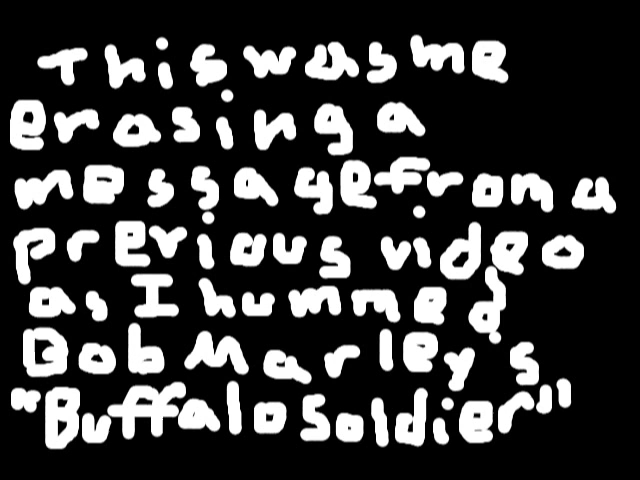 This was me
erasing a
message from a
previous video
as I hummed
Bob Marley's
"Buffalo Soldier"